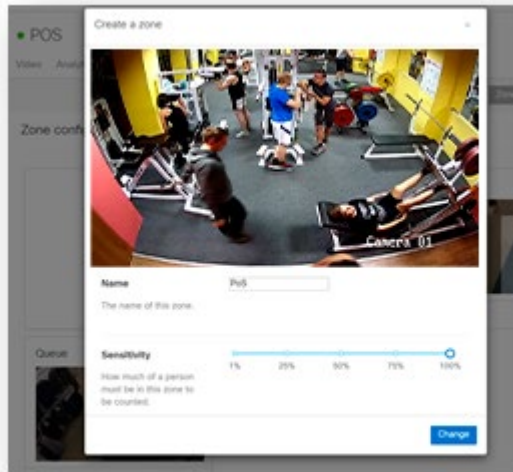 Create a zone
POS
Video
Zone conf
Camera 01
Name
PoS
The name of this zone.
Queue
Sensitivity
1%
25%
50%
75%
100%
How much of a person
must be in this zone to
be counted.
Change